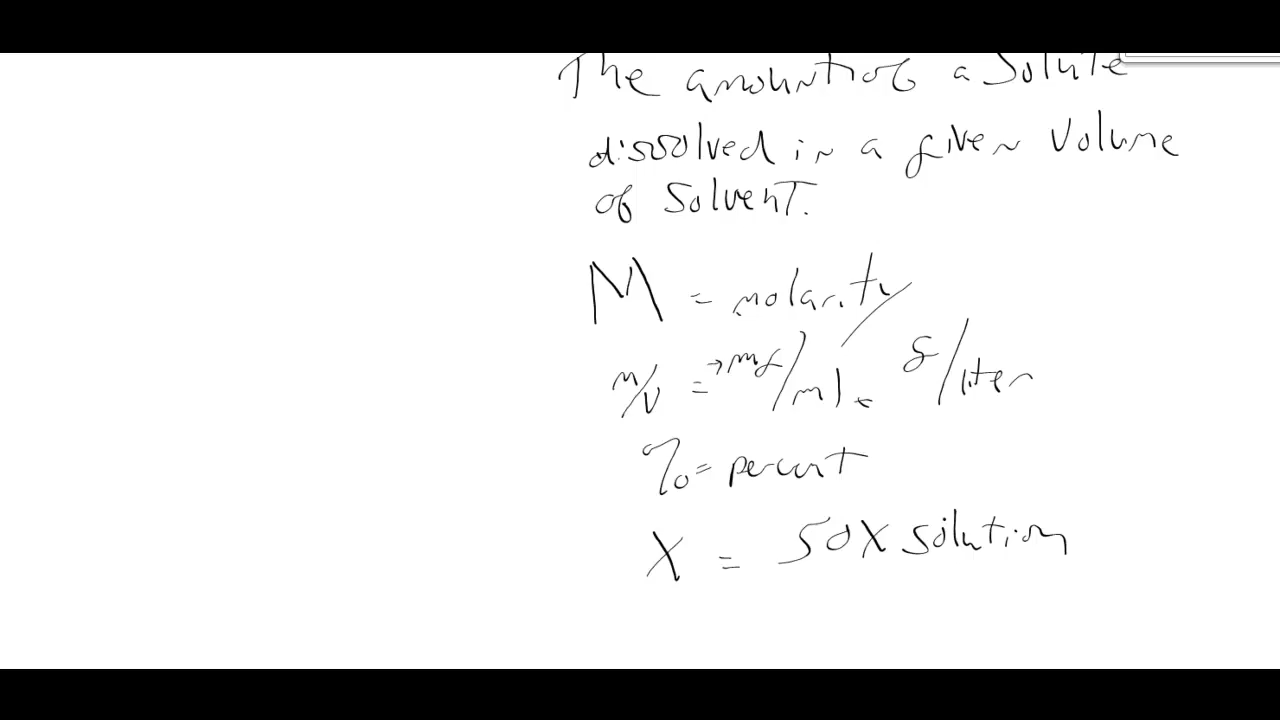 The amount of a Solute
dissolved in a given Volume
of Solvent.
M = molarity
m/v = → mg/ml. g/liter
% = percent
X = 50X solution